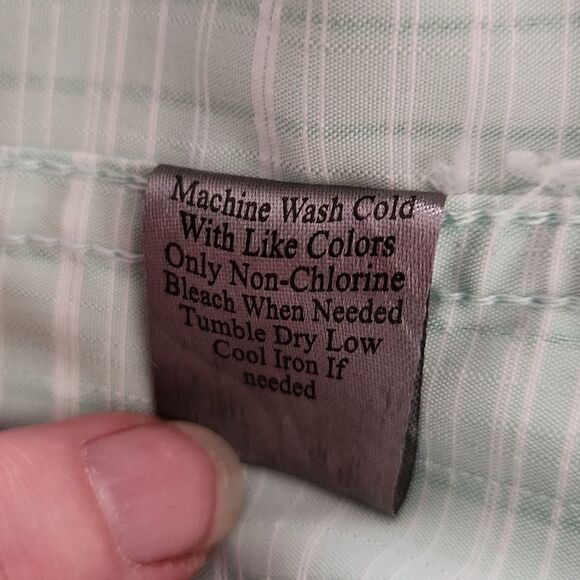 Machine Wash Cold
With Like Colors
Only Non-Chlorine
Bleach When Needed
Tumble Dry Low
Cool Iron If
needed